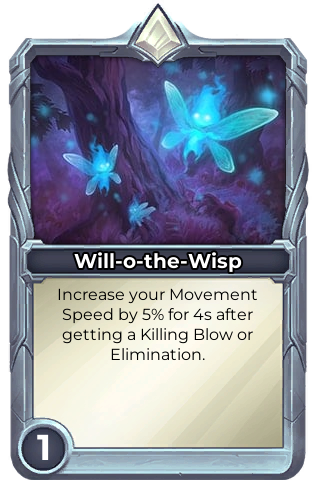 Will-o-the-Wisp
Increase your Movement
Speed by 5% for 4s after
getting a Killing Blow or
Elimination.
1